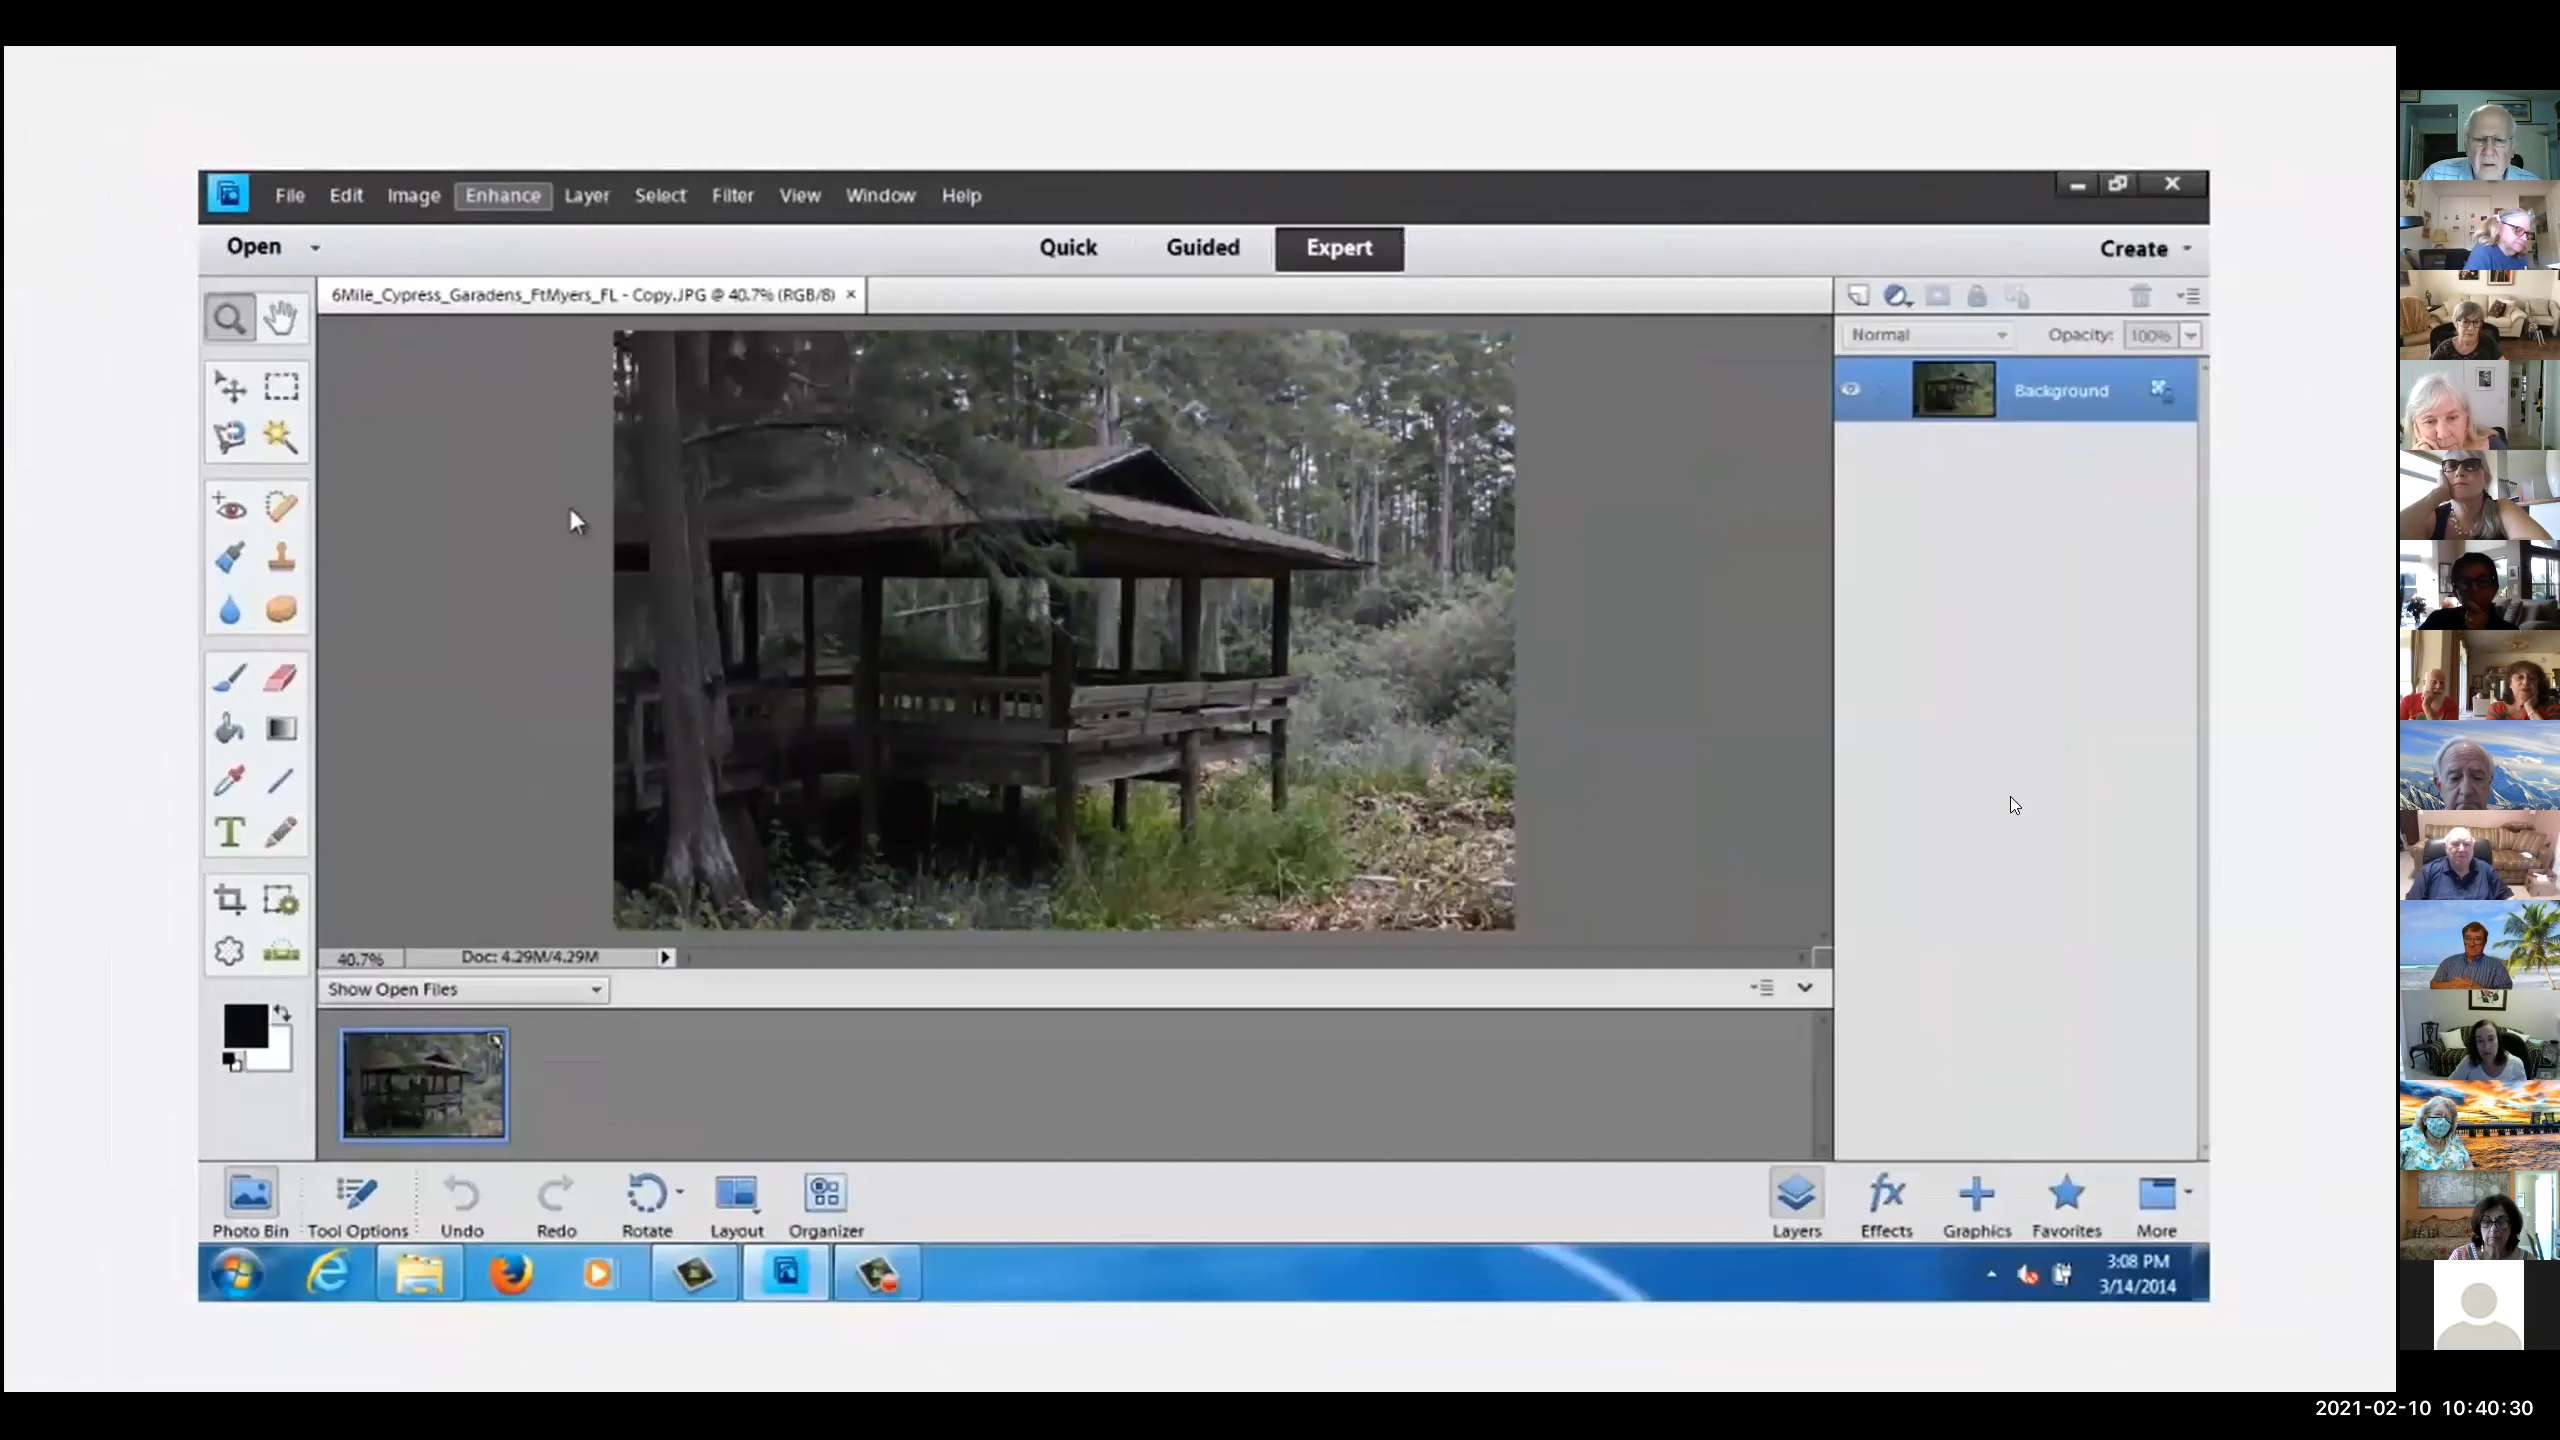 File Edit Image Enhance Layer Select Filter View Window Help
Open Quick Guided Expert Create
6Mile_Cypress_Garadens_FtMyers_FL - Copy.JPG @ 40.7% (RGB/8) ×
Normal Opacity: 100%
Background
T
40.7% Doc: 4.29M/4.29M
Show Open Files
Photo Bin Tool Options Undo Redo Rotate Layout Organizer Layers Effects Graphics Favorites More
fx
3:08 PM
3/14/2014
2021-02-10 10:40:30